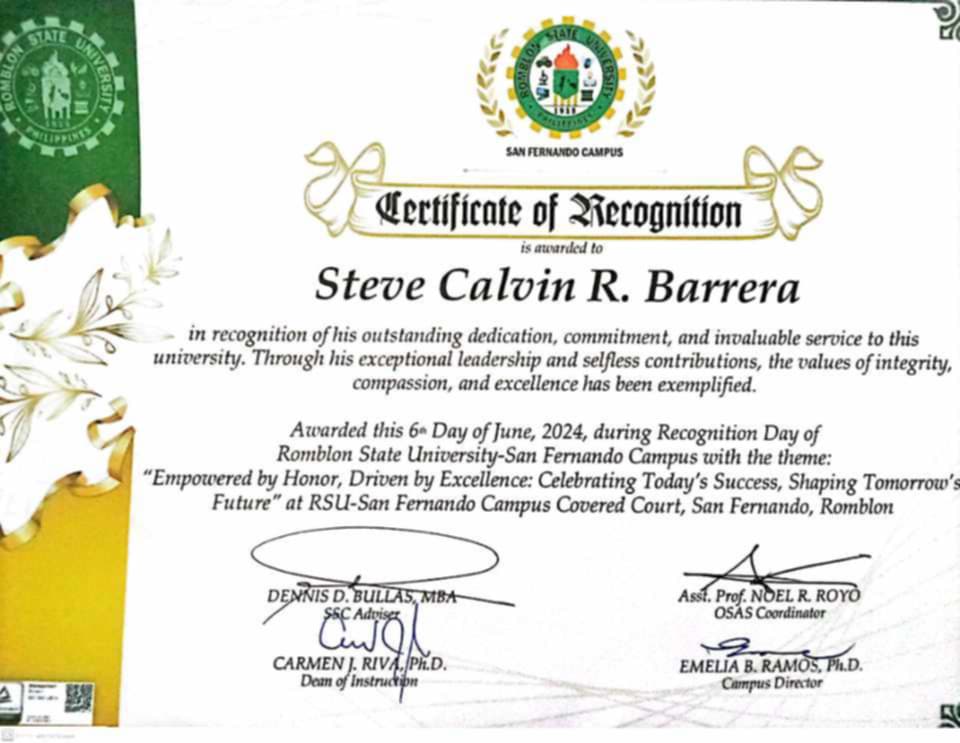 ROMBLON STATE UNIVERSITY
PHILIPPINES
ROMBLON STATE UNIVERSITY
1915
PHILIPPINES
SAN FERNANDO CAMPUS
Certificate of Recognition
is awarded to
Steve Calvin R. Barrera
in recognition of his outstanding dedication, commitment, and invaluable service to this
university. Through his exceptional leadership and selfless contributions, the values of integrity,
compassion, and excellence has been exemplified.
Awarded this 6th Day of June, 2024, during Recognition Day of
Romblon State University-San Fernando Campus with the theme:
“Empowered by Honor, Driven by Excellence: Celebrating Today's Success, Shaping Tomorrow's
Future” at RSU-San Fernando Campus Covered Court, San Fernando, Romblon
DENNIS D. BULLAS, MBA
SSC Adviser
Asst. Prof. NOEL R. ROYO
OSAS Coordinator
CARMEN J. RIVA, Ph.D.
Dean of Instruction
EMELIA B. RAMOS, Ph.D.
Campus Director